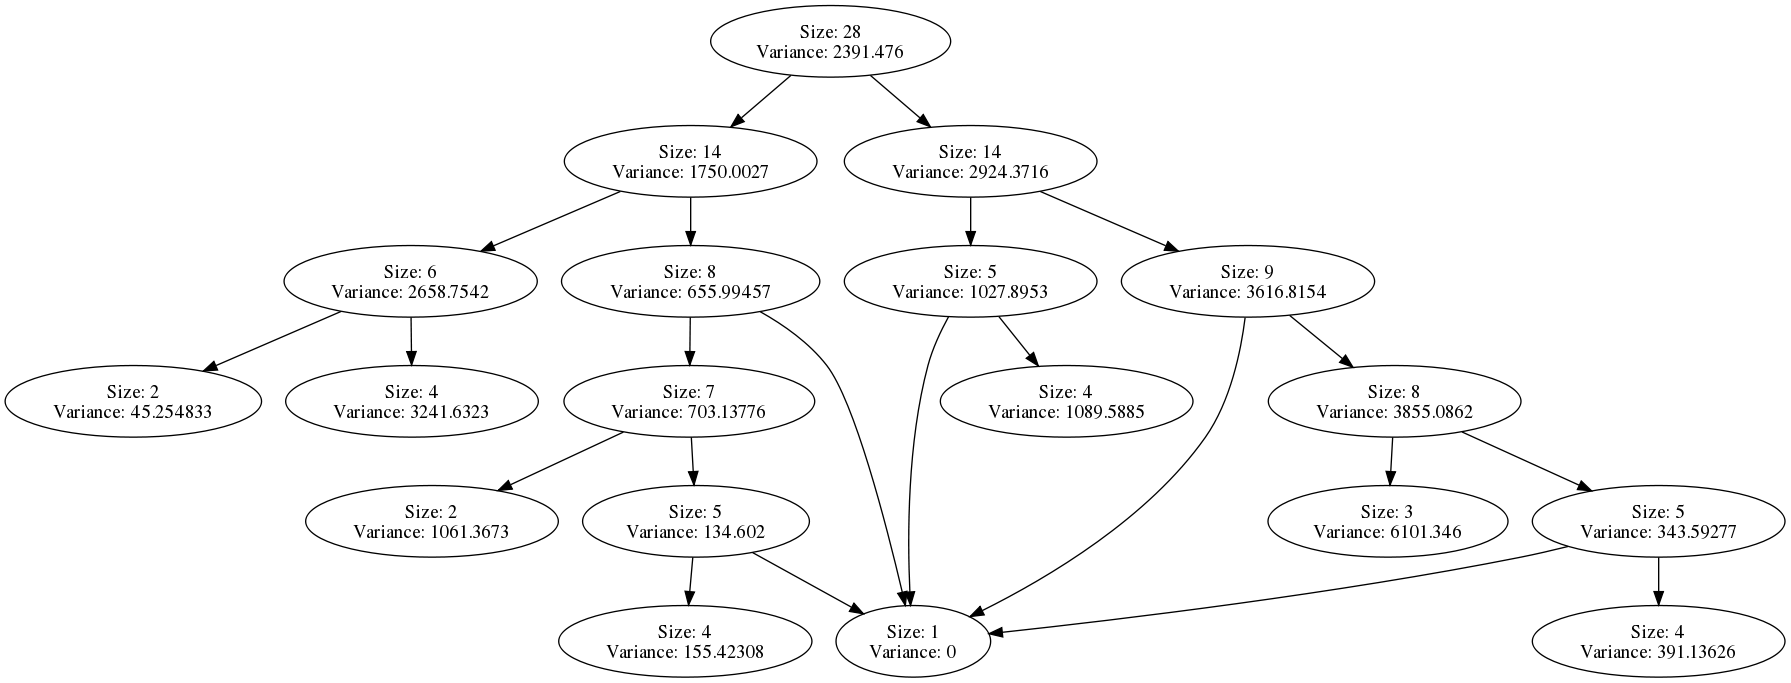 Size: 28
Variance: 2391.476
Size: 14
Variance: 1750.0027
Size: 14
Variance: 2924.3716
Size: 6
Variance: 2658.7542
Size: 8
Variance: 655.99457
Size: 5
Variance: 1027.8953
Size: 9
Variance: 3616.8154
Size: 2
Variance: 45.254833
Size: 4
Variance: 3241.6323
Size: 7
Variance: 703.13776
Size: 4
Variance: 1089.5885
Size: 8
Variance: 3855.0862
Size: 2
Variance: 1061.3673
Size: 5
Variance: 134.602
Size: 3
Variance: 6101.346
Size: 5
Variance: 343.59277
Size: 4
Variance: 155.42308
Size: 1
Variance: 0
Size: 4
Variance: 391.13626